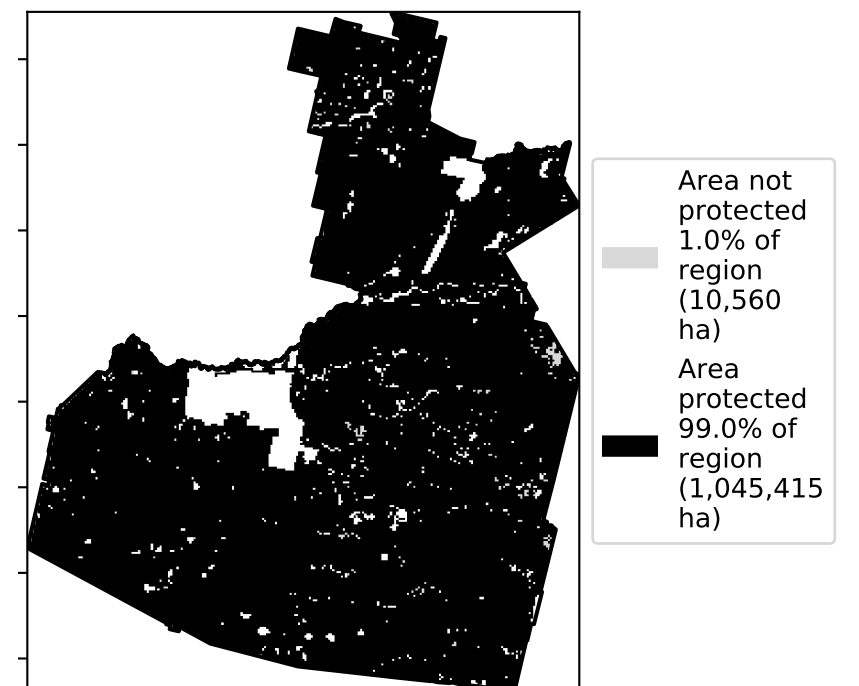 Area not
protected
1.0% of
region
(10,560
ha)
Area
protected
99.0% of
region
(1,045,415
ha)